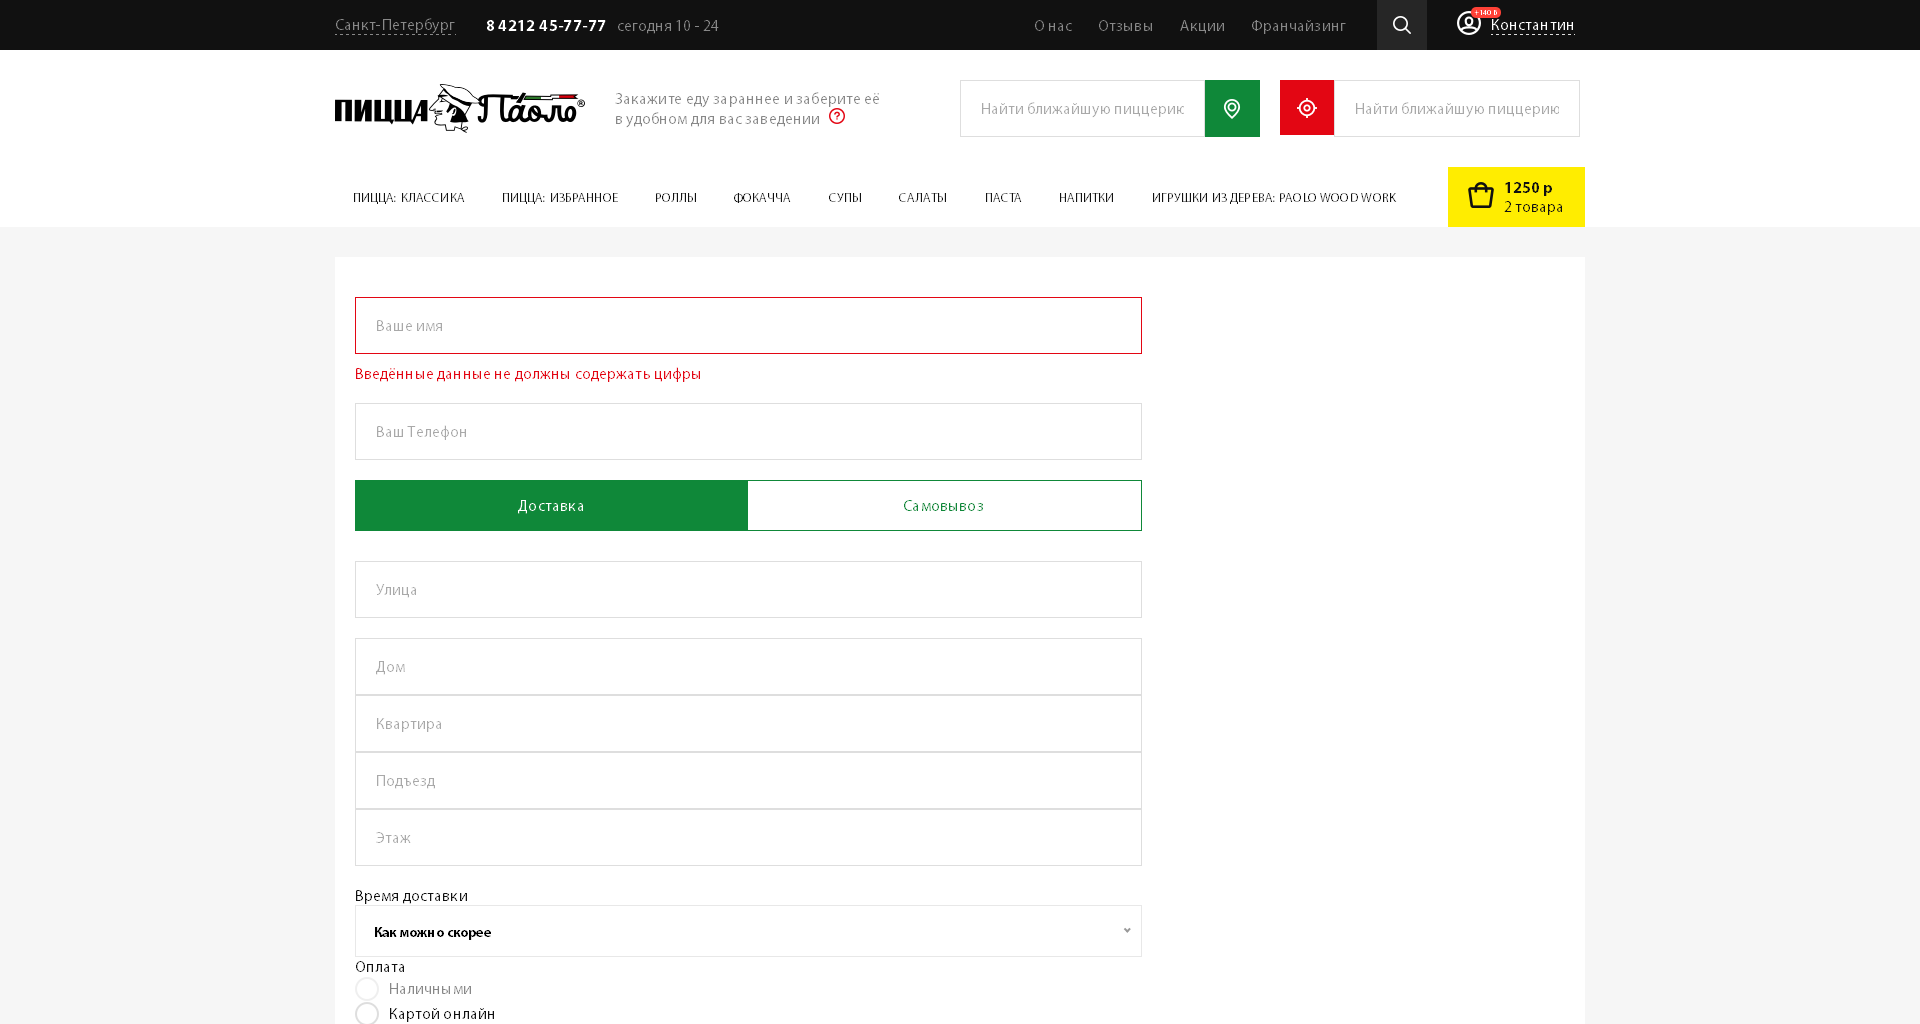 Санкт-Петербург
8 4212 45-77-77 сегодня 10 - 24
О нас Отзывы Акции Франчайзинг
+140 ₽
Константин
ПИЦЦА Паоло®
Закажите еду зараннее и заберите её
в удобном для вас заведении ?
Найти ближайшую пиццерик
Найти ближайшую пиццерию
ПИЦЦА: КЛАССИКА ПИЦЦА: ИЗБРАННОЕ РОЛЛЫ ФОКАЧЧА СУПЫ САЛАТЫ ПАСТА НАПИТКИ ИГРУШКИ ИЗ ДЕРЕВА: PAOLO WOOD WORK
1250 р
2 товара
Ваше имя
Введённые данные не должны содержать цифры
Ваш Телефон
Доставка Самовывоз
Улица
Дом
Квартира
Подъезд
Этаж
Время доставки
Как можно скорее
Оплата
Наличными
Картой онлайн